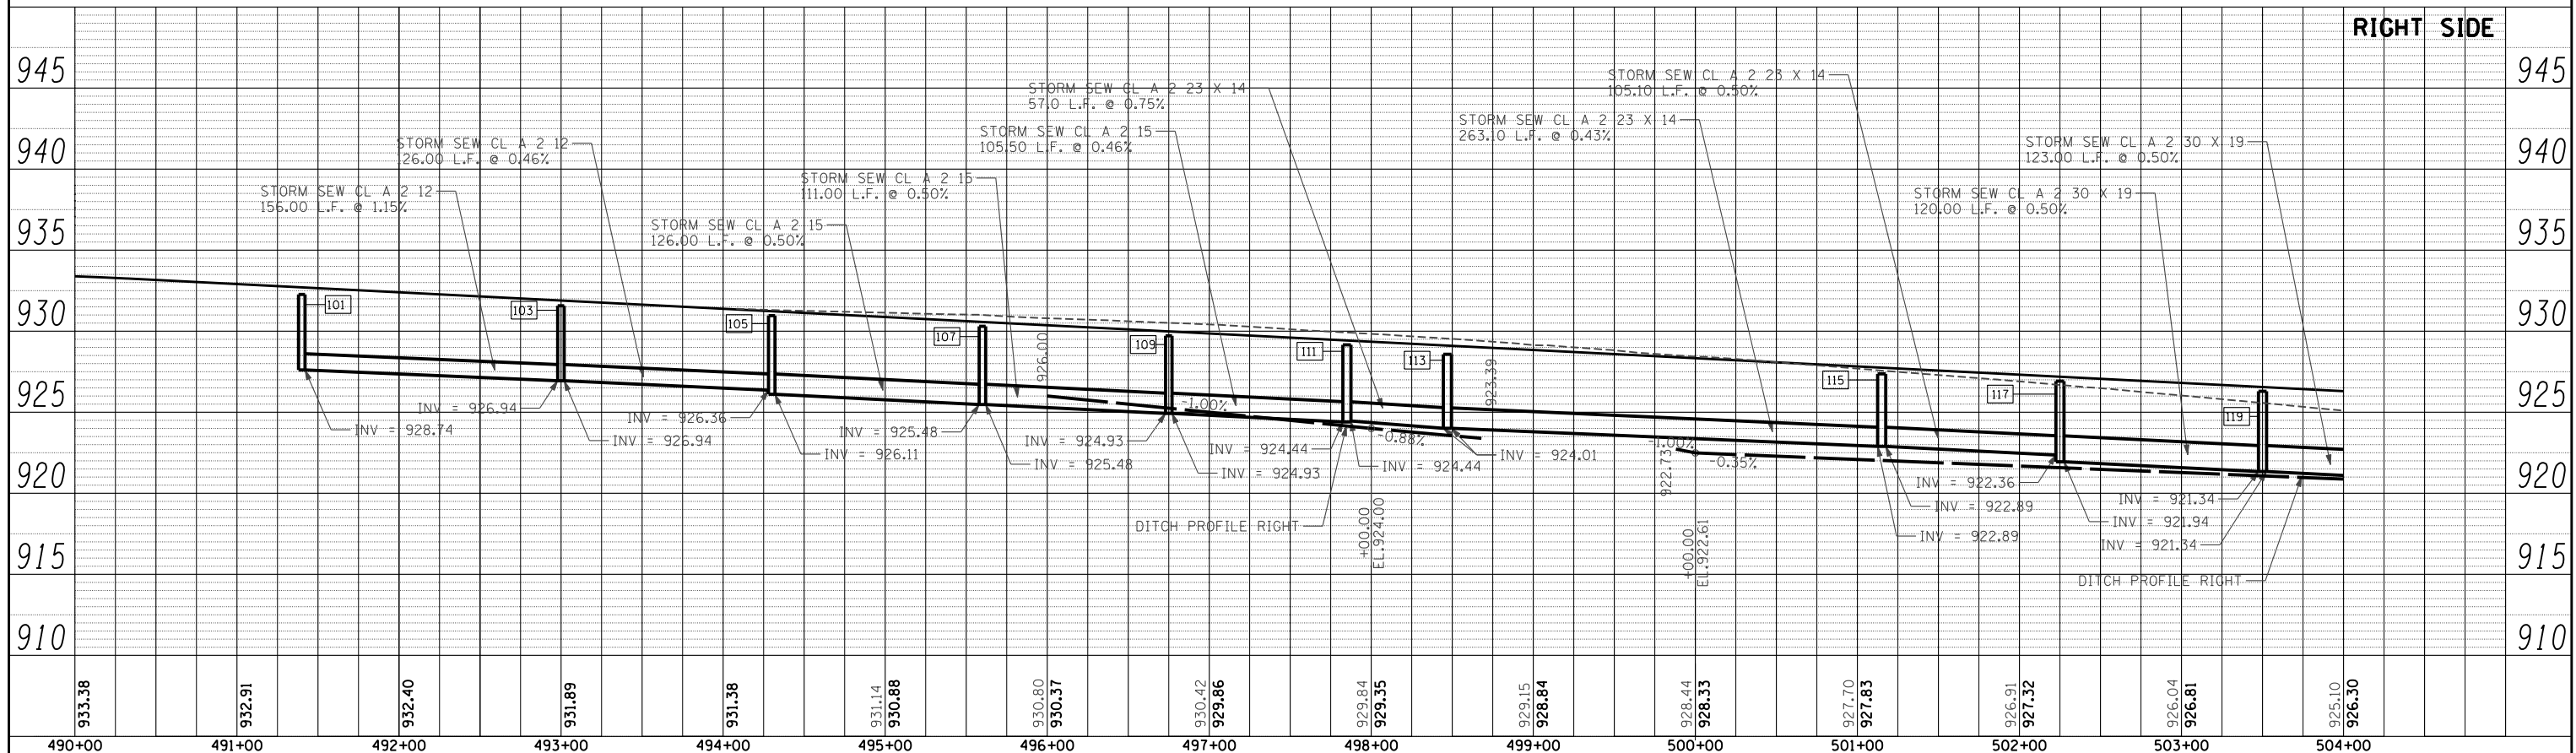 RIGHT SIDE
945
945
940
940
935
935
930
930
925
925
920
920
915
915
910
910
STORM SEW CL A 2 12
156.00 L.F. @ 1.15%
STORM SEW CL A 2 12
126.00 L.F. @ 0.46%
STORM SEW CL A 2 15
126.00 L.F. @ 0.50%
STORM SEW CL A 2 15
111.00 L.F. @ 0.50%
STORM SEW CL A 2 15
105.50 L.F. @ 0.46%
STORM SEW CL A 2 23 X 14
57.0 L.F. @ 0.75%
STORM SEW CL A 2 23 X 14
263.10 L.F. @ 0.43%
STORM SEW CL A 2 23 X 14
105.10 L.F. @ 0.50%
STORM SEW CL A 2 30 X 19
120.00 L.F. @ 0.50%
STORM SEW CL A 2 30 X 19
123.00 L.F. @ 0.50%
101
103
105
107
109
111
113
115
117
119
INV = 928.74
INV = 926.94
INV = 926.94
INV = 926.36
INV = 926.11
INV = 925.48
INV = 925.48
INV = 924.93
INV = 924.93
INV = 924.44
INV = 924.44
INV = 924.01
INV = 922.89
INV = 922.89
INV = 922.36
INV = 921.94
INV = 921.34
INV = 921.34
926.00
-1.00%
-0.88%
923.39
922.73
-1.00%
-0.35%
DITCH PROFILE RIGHT
+00.00
EL.924.00
+00.00
EL.922.61
DITCH PROFILE RIGHT
933.38
932.91
932.40
931.89
931.38
931.14
930.88
930.80
930.37
930.42
929.86
929.84
929.35
929.15
928.84
928.44
928.33
927.70
927.83
926.91
927.32
926.04
926.81
925.10
926.30
490+00
491+00
492+00
493+00
494+00
495+00
496+00
497+00
498+00
499+00
500+00
501+00
502+00
503+00
504+00